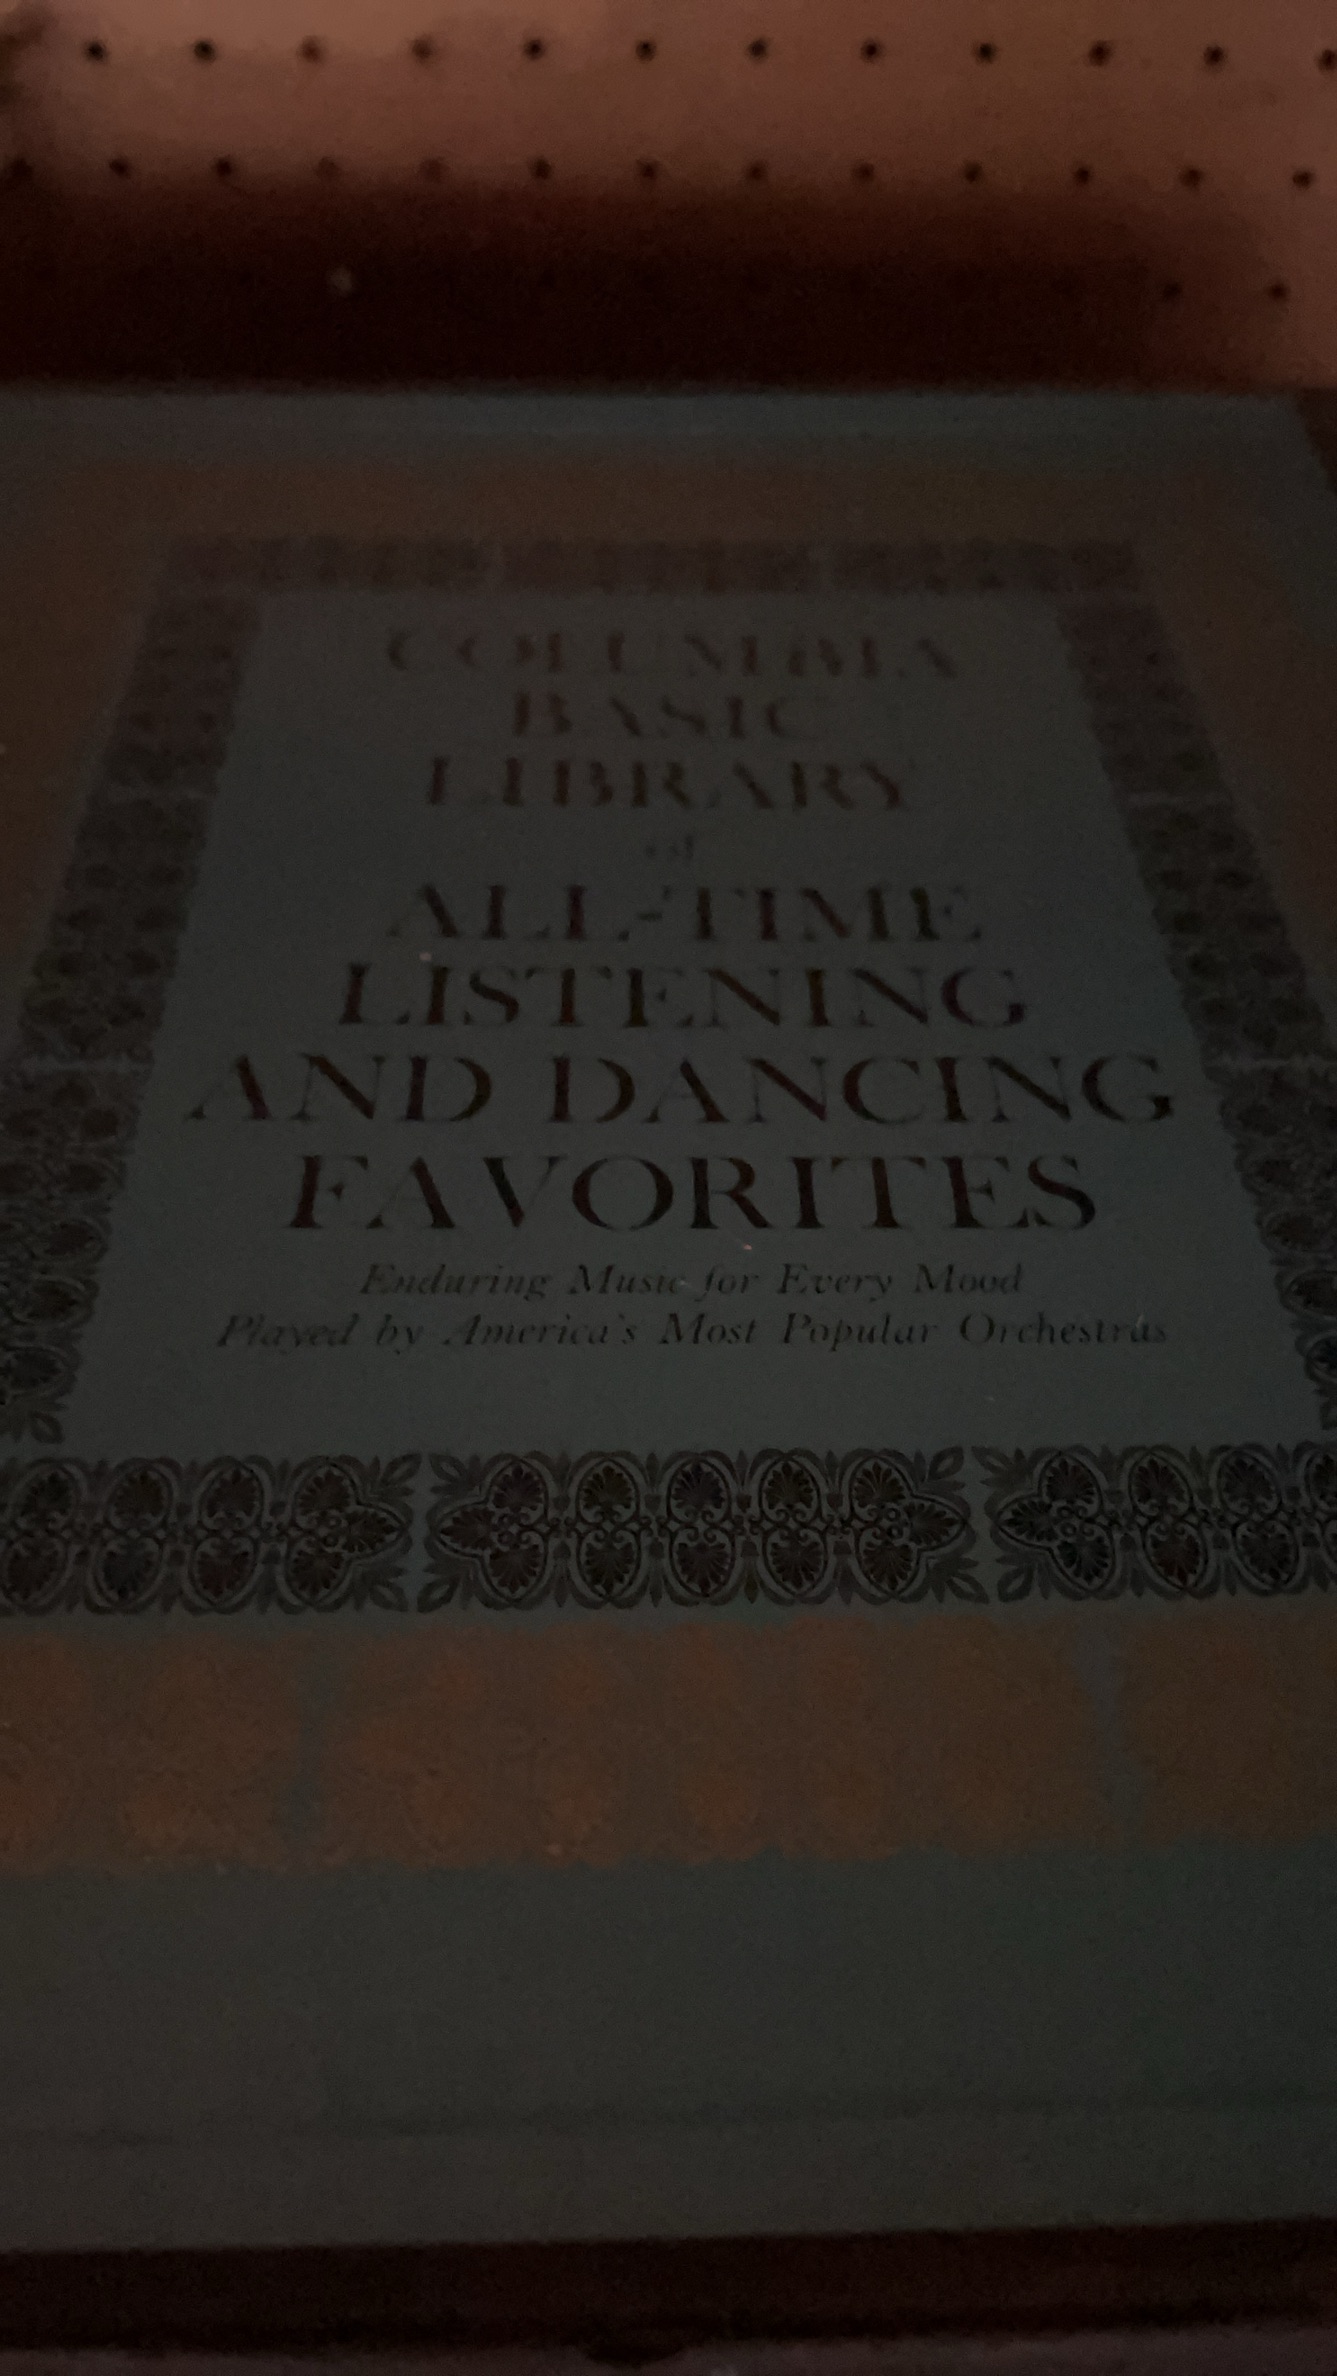 COLUMBIA
BASIC
LIBRARY
of
ALL-TIME
LISTENING
AND DANCING
FAVORITES
Enduring Music for Every Mood
Played by America's Most Popular Orchestras